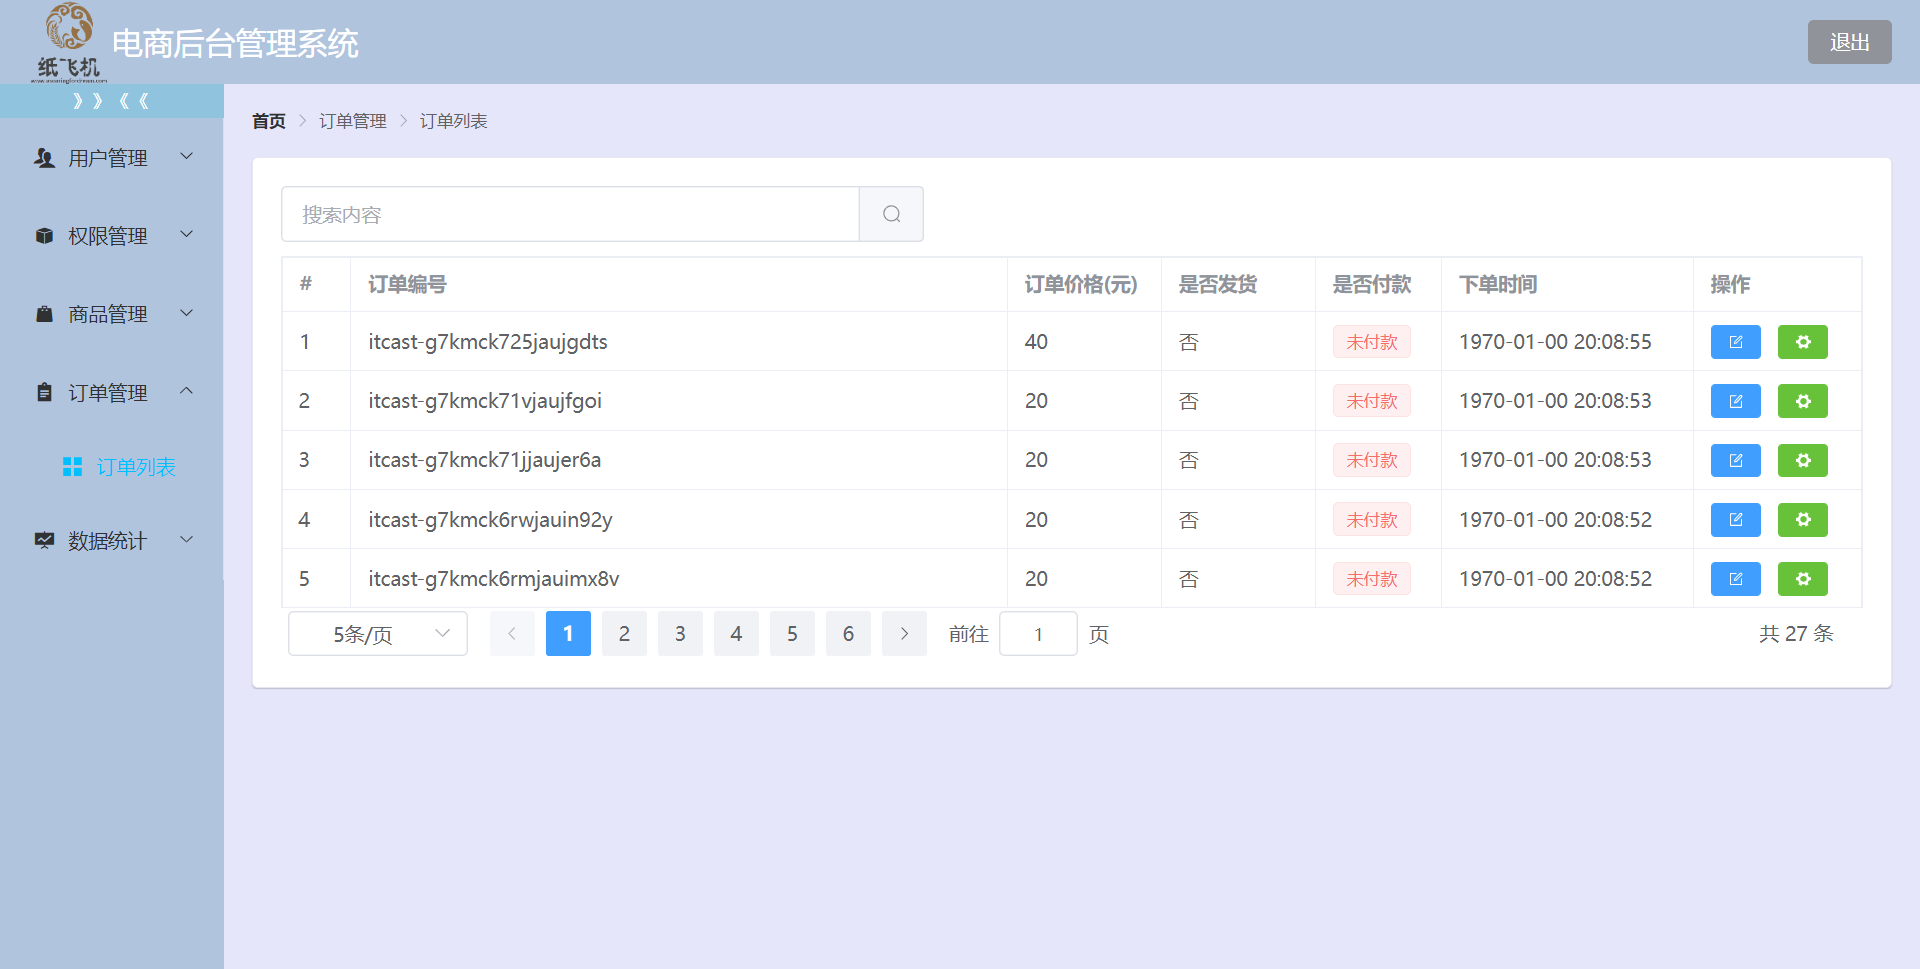 纸飞机
电商后台管理系统
退出
》》《《
用户管理
权限管理
商品管理
订单管理
订单列表
数据统计
首页 > 订单管理 > 订单列表
搜索内容
# 订单编号 订单价格(元) 是否发货 是否付款 下单时间 操作
1 itcast-g7kmck725jaujgdts 40 否 未付款 1970-01-00 20:08:55
2 itcast-g7kmck71vjaujfgoi 20 否 未付款 1970-01-00 20:08:53
3 itcast-g7kmck71jjaujer6a 20 否 未付款 1970-01-00 20:08:53
4 itcast-g7kmck6rwjauin92y 20 否 未付款 1970-01-00 20:08:52
5 itcast-g7kmck6rmjauimx8v 20 否 未付款 1970-01-00 20:08:52
5条/页 1 2 3 4 5 6 前往 1 页 共 27 条